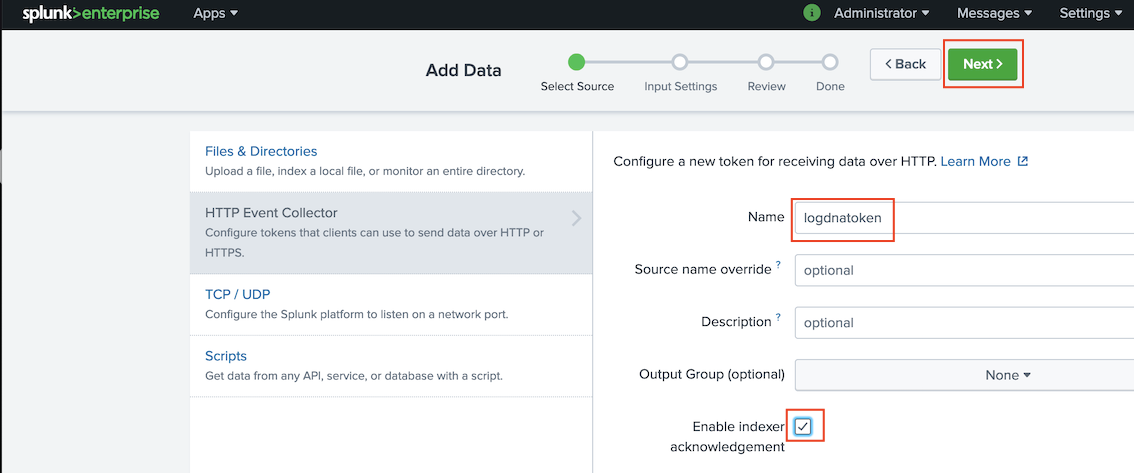 splunk>enterprise Apps Administrator Messages Settings
Add Data
Select Source Input Settings Review Done
Back Next
Files & Directories
Upload a file, index a local file, or monitor an entire directory.
HTTP Event Collector
Configure tokens that clients can use to send data over HTTP or
HTTPS.
TCP / UDP
Configure the Splunk platform to listen on a network port.
Scripts
Get data from any API, service, or database with a script.
Configure a new token for receiving data over HTTP. Learn More
Name logdnatoken
Source name override ? optional
Description ? optional
Output Group (optional) None
Enable indexer
acknowledgement